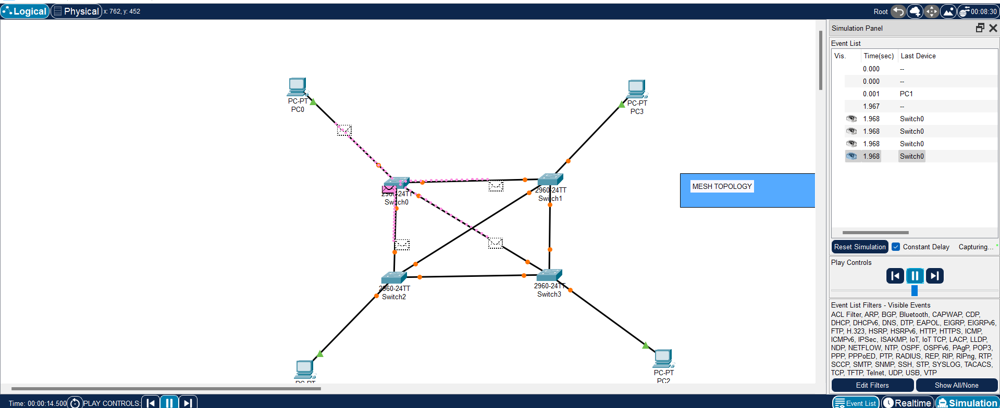 Logical Physical x: 762, y: 452 Root 00:08:30
Simulation Panel
Event List
Vis. Time(sec) Last Device
0.000 --
0.000 --
0.001 PC1
1.967 --
1.968 Switch0
1.968 Switch0
1.968 Switch0
1.968 Switch0
Reset Simulation Constant Delay Capturing...
Play Controls
Event List Filters - Visible Events
ACL Filter, ARP, BGP, Bluetooth, CAPWAP, CDP,
DHCP, DHCPv6, DNS, DTP, EAPOL, EIGRP, EIGRPv6,
FTP, H.323, HSRP, HSRPv6, HTTP, HTTPS, ICMP,
ICMPv6, IPSec, ISAKMP, IoT, IoT TCP, LACP, LLDP,
NDP, NETFLOW, NTP, OSPF, OSPFv6, PAgP, POP3,
PPP, PPPoED, PTP, RADIUS, REP, RIP, RIPng, RTP,
SCCP, SMTP, SNMP, SSH, STP, SYSLOG, TACACS,
TCP, TFTP, Telnet, UDP, USB, VTP
Edit Filters Show All/None
PC-PT
PC0
PC-PT
PC3
2960-24TT
Switch0
2960-24TT
Switch1
MESH TOPOLOGY
2960-24TT
Switch2
2960-24TT
Switch3
PC-PT
PC-PT
PC2
Time: 00:00:14.500 PLAY CONTROLS: Event List Realtime Simulation